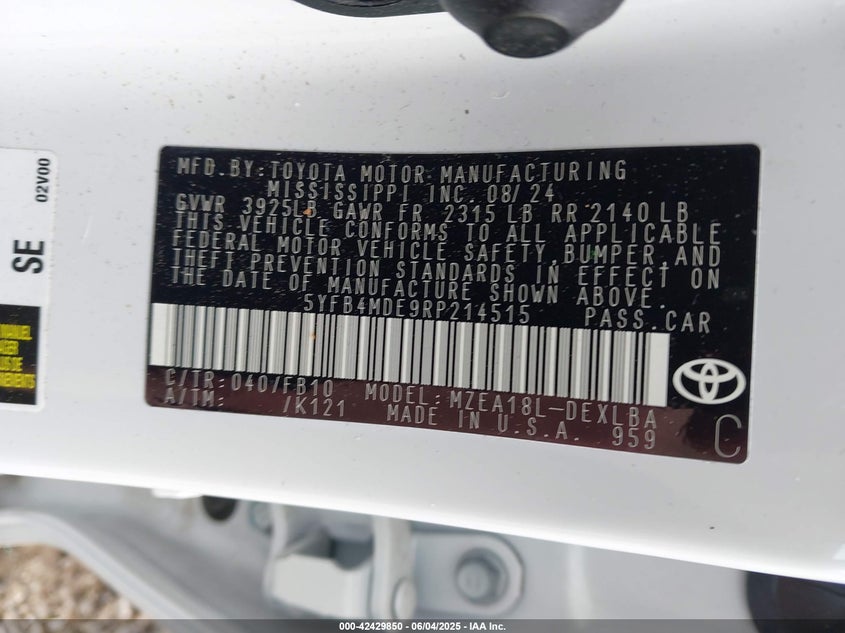 MFD.BY:TOYOTA MOTOR MANUFACTURING
MISSISSIPPI INC. 08/24
GVWR 3925LB GAWR FR 2315 LB RR 2140 LB
THIS VEHICLE CONFORMS TO ALL APPLICABLE
FEDERAL MOTOR VEHICLE SAFETY,BUMPER,AND
THEFT PREVENTION STANDARDS IN EFFECT ON
THE DATE OF MANUFACTURE SHOWN ABOVE.
5YFB4MDE9RP214515 PASS.CAR
C/TR: 040/FB10 MODEL: MZEA18L-DEXLBA
A/TM: /K121 MADE IN U.S.A. 959
C
SE
02V00
000-42429850 | 06/04/2025 | IAA Inc.